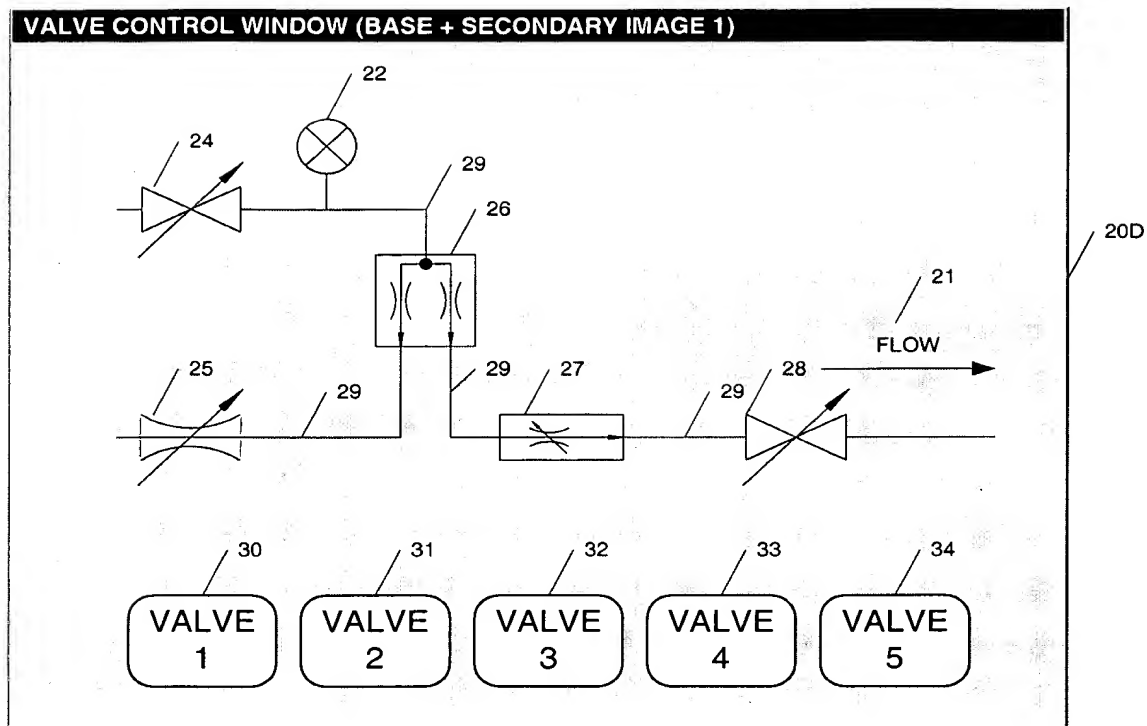 VALVE CONTROL WINDOW (BASE + SECONDARY IMAGE 1)
22
24
29
26
20D
21
FLOW
25
29
29
27
29
28
30
31
32
33
34
VALVE 1
VALVE 2
VALVE 3
VALVE 4
VALVE 5